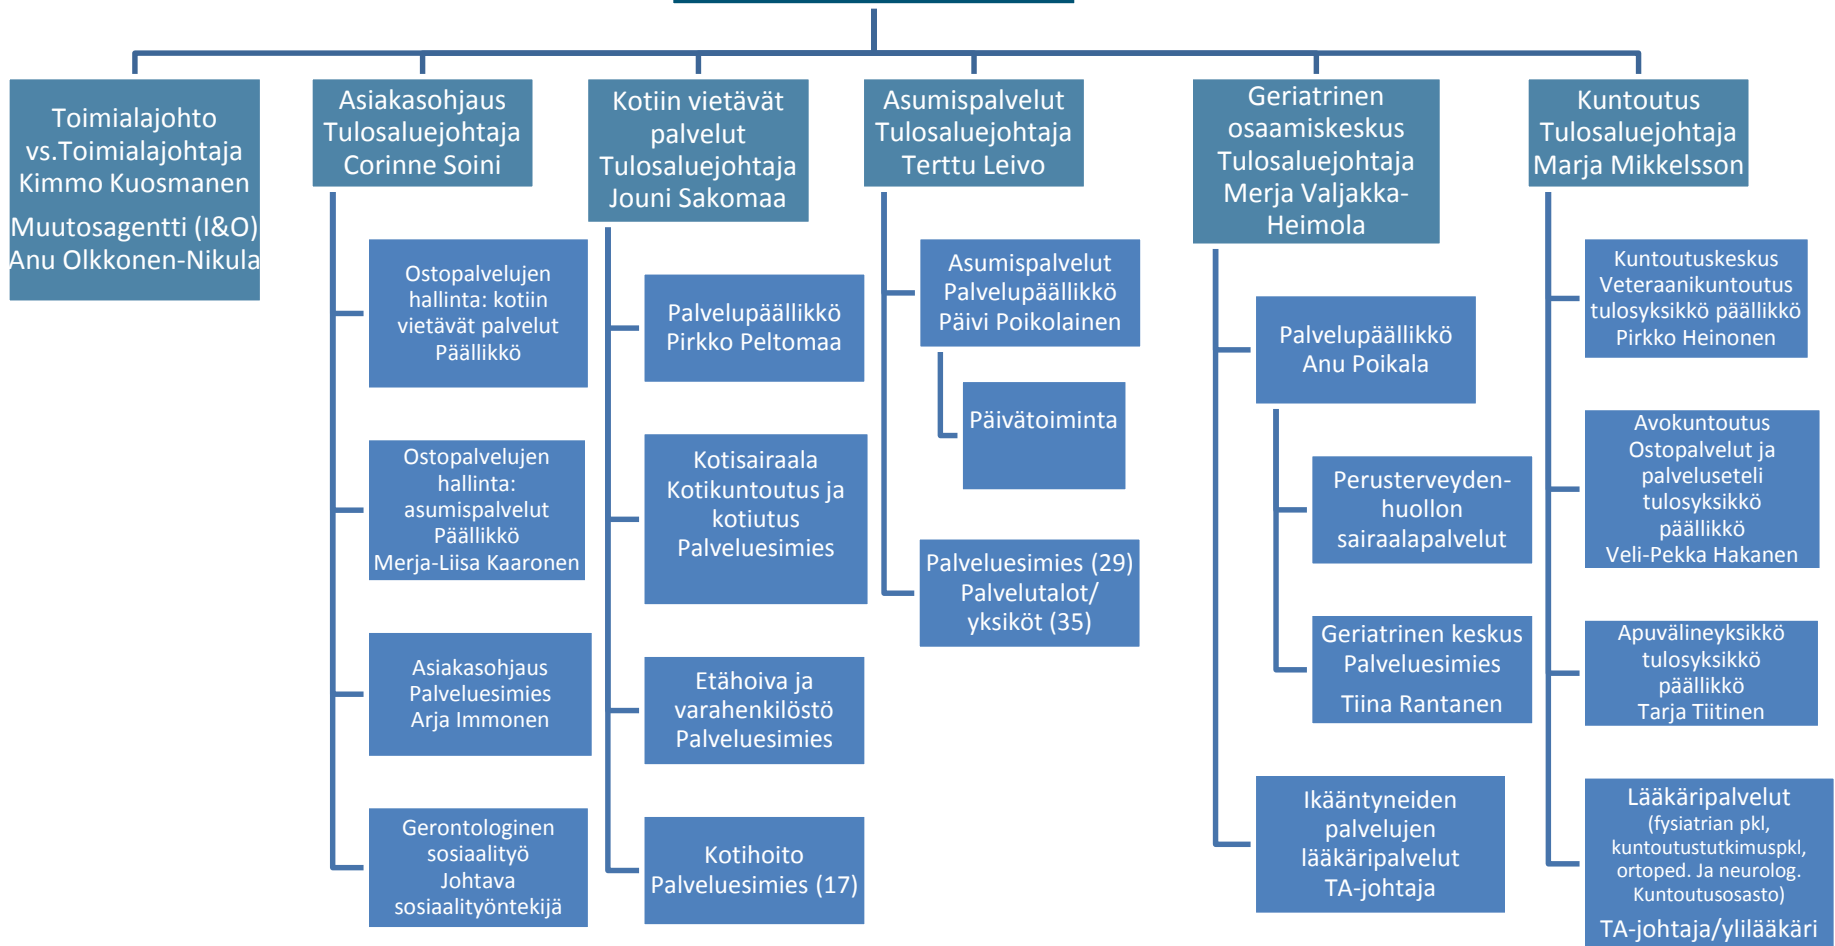 Toimialajohto
vs.Toimialajohtaja
Kimmo Kuosmanen
Muutosagentti (I&O)
Anu Olkkonen-Nikula
Asiakasohjaus
Tulosaluejohtaja
Corinne Soini
Ostopalvelujen
hallinta: kotiin
vietävät palvelut
Päällikkö
Ostopalvelujen
hallinta:
asumispalvelut
Päällikkö
Merja-Liisa Kaaronen
Asiakasohjaus
Palveluesimies
Arja Immonen
Gerontologinen
sosiaalityö
Johtava
sosiaalityöntekijä
Kotiin vietävät
palvelut
Tulosaluejohtaja
Jouni Sakomaa
Palvelupäällikkö
Pirkko Peltomaa
Kotisairaala
Kotikuntoutus ja
kotiutus
Palveluesimies
Etähoiva ja
varahenkilöstö
Palveluesimies
Kotihoito
Palveluesimies (17)
Asumispalvelut
Tulosaluejohtaja
Terttu Leivo
Asumispalvelut
Palvelupäällikkö
Päivi Poikolainen
Päivätoiminta
Palveluesimies (29)
Palvelutalot/
yksiköt (35)
Geriatrinen
osaamiskeskus
Tulosaluejohtaja
Merja Valjakka-
Heimola
Palvelupäällikkö
Anu Poikala
Perusterveyden-
huollon
sairaalapalvelut
Geriatrinen keskus
Palveluesimies
Tiina Rantanen
Ikääntyneiden
palvelujen
lääkäripalvelut
TA-johtaja
Kuntoutus
Tulosaluejohtaja
Marja Mikkelsson
Kuntoutuskeskus
Veteraanikuntoutus
tulosyksikkö päällikkö
Pirkko Heinonen
Avokuntoutus
Ostopalvelut ja
palveluseteli
tulosyksikkö
päällikkö
Veli-Pekka Hakanen
Apuvälineyksikkö
tulosyksikkö
päällikkö
Tarja Tiitinen
Lääkäripalvelut
(fysiatrian pkl,
kuntoutustutkimuspkl,
ortoped. Ja neurolog.
Kuntoutusosasto)
TA-johtaja/ylilääkäri